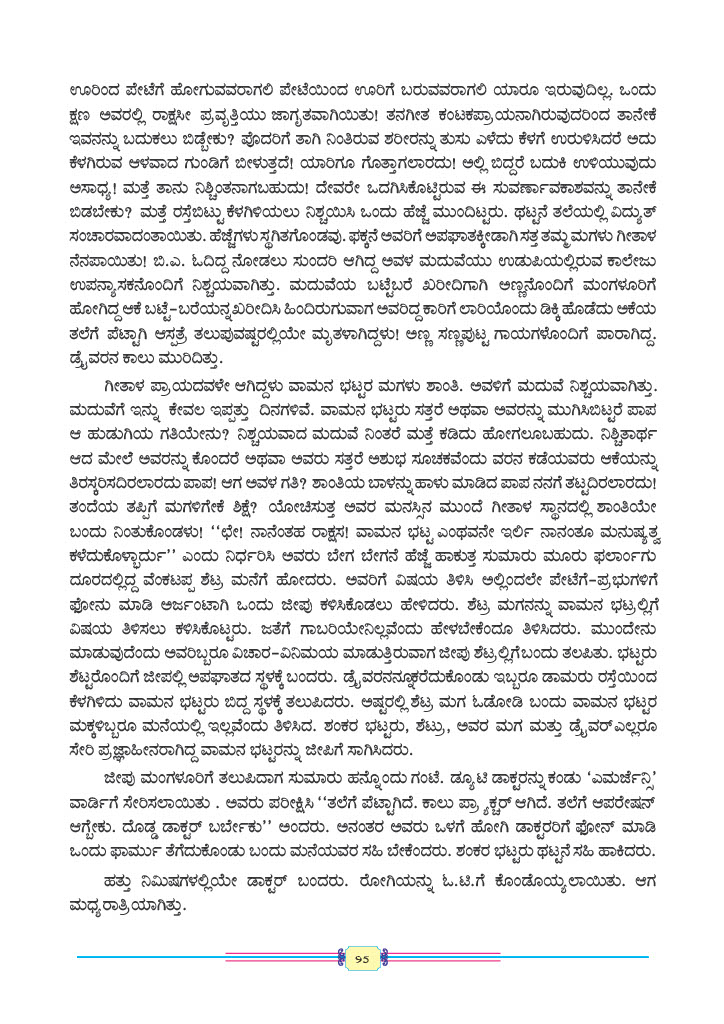 ಊರಿಂದ ಪೇಟೆಗೆ ಹೋಗುವವರಾಗಲಿ ಪೇಟೆಯಿಂದ ಊರಿಗೆ ಬರುವವರಾಗಲಿ ಯಾರೂ ಇರುವುದಿಲ್ಲ. ಒಂದು
ಕ್ಷಣ ಅವರಲ್ಲಿ ರಾಕ್ಷಸೀ ಪ್ರವೃತ್ತಿಯು ಜಾಗೃತವಾಗಿಯಿತು! ತನಗೀತ ಕಂಟಕಪ್ರಾಯನಾಗಿರುವುದರಿಂದ ತಾನೇಕೆ
ಇವನನ್ನು ಬದುಕಲು ಬಿಡ್ಬೇಕು? ಪೊದರಿಗೆ ತಾಗಿ ನಿಂತಿರುವ ಶರೀರನ್ನು ತುಸು ಎಳೆದು ಕೆಳಗೆ ಉರುಳಿಸಿದರೆ ಅದು
ಕೆಳಗಿರುವ ಆಳವಾದ ಗುಂಡಿಗೆ ಬೀಳುತ್ತದೆ! ಯಾರಿಗೂ ಗೊತ್ತಾಗಲಾರದು! ಅಲ್ಲಿ ಬಿದ್ದರೆ ಬದುಕಿ ಉಳಿಯುವುದು
ಅಸಾಧ್ಯ! ಮತ್ತೆ ತಾನು ನಿಶ್ಚಿಂತನಾಗಬಹುದು! ದೇವರೇ ಒದಗಿಸಿಕೊಟ್ಟಿರುವ ಈ ಸುವರ್ಣಾವಕಾಶವನ್ನು ತಾನೇಕೆ
ಬಿಡಬೇಕು? ಮತ್ತೆ ರಸ್ತೆಬಿಟ್ಟು ಕೆಳಗಿಳಿಯಲು ನಿಶ್ಚಯಿಸಿ ಒಂದು ಹೆಜ್ಜೆ ಮುಂದಿಟ್ಟರು. ಥಟ್ಟನೆ ತಲೆಯಲ್ಲಿ ವಿದ್ಯುತ್
ಸಂಚಾರವಾದಂತಾಯಿತು. ಹೆಜ್ಜೆಗಳು ಸ್ಥಗಿತಗೊಂಡವು. ಫಕ್ಕನೆ ಅವರಿಗೆ ಅಪಘಾತಕ್ಕೀಡಾಗಿ ಸತ್ತ ತಮ್ಮ ಮಗಳು ಗೀತಾಳ
ನೆನಪಾಯಿತು! ಬಿ.ಎ. ಓದಿದ್ದ ನೋಡಲು ಸುಂದರಿ ಆಗಿದ್ದ ಅವಳ ಮದುವೆಯು ಉಡುಪಿಯಲ್ಲಿರುವ ಕಾಲೇಜು
ಉಪನ್ಯಾಸಕನೊಂದಿಗೆ ನಿಶ್ಚಯವಾಗಿತ್ತು. ಮದುವೆಯ ಬಟ್ಟೆಬರೆ ಖರೀದಿಗಾಗಿ ಅಣ್ಣನೊಂದಿಗೆ ಮಂಗಳೂರಿಗೆ
ಹೋಗಿದ್ದ ಆಕೆ ಬಟ್ಟೆ-ಬರೆಯನ್ನಖರೀದಿಸಿ ಹಿಂದಿರುಗುವಾಗ ಅವರಿದ್ದ ಕಾರಿಗೆ ಲಾರಿಯೊಂದು ಡಿಕ್ಕಿ ಹೊಡೆದು ಆಕೆಯ
ತಲೆಗೆ ಪೆಟ್ಟಾಗಿ ಆಸ್ಪತ್ರೆ ತಲುಪುವಷ್ಟರಲ್ಲಿಯೇ ಮೃತಳಾಗಿದ್ದಳು! ಅಣ್ಣ ಸಣ್ಣಪುಟ್ಟ ಗಾಯಗಳೊಂದಿಗೆ ಪಾರಾಗಿದ್ದ.
ಡ್ರೈವರನ ಕಾಲು ಮುರಿದಿತ್ತು.
ಗೀತಾಳ ಪ್ರಾಯದವಳೇ ಆಗಿದ್ದಳು ವಾಮನ ಭಟ್ಟರ ಮಗಳು ಶಾಂತಿ. ಅವಳಿಗೆ ಮದುವೆ ನಿಶ್ಚಯವಾಗಿತ್ತು.
ಮದುವೆಗೆ ಇನ್ನು ಕೇವಲ ಇಪ್ಪತ್ತು ದಿನಗಳಿವೆ. ವಾಮನ ಭಟ್ಟರು ಸತ್ತರೆ ಅಥವಾ ಅವರನ್ನು ಮುಗಿಸಿಬಿಟ್ಟರೆ ಪಾಪ
ಆ ಹುಡುಗಿಯ ಗತಿಯೇನು? ನಿಶ್ಚಯವಾದ ಮದುವೆ ನಿಂತರೆ ಮತ್ತೆ ಕಡಿದು ಹೋಗಲೂಬಹುದು. ನಿಶ್ಚಿತಾರ್ಥ
ಆದ ಮೇಲೆ ಅವರನ್ನು ಕೊಂದರೆ ಅಥವಾ ಅವರು ಸತ್ತರೆ ಅಶುಭ ಸೂಚಕವೆಂದು ವರನ ಕಡೆಯವರು ಆಕೆಯನ್ನು
ತಿರಸ್ಕರಿಸದಿರಲಾರದು ಪಾಪ! ಆಗ ಅವಳ ಗತಿ? ಶಾಂತಿಯ ಬಾಳನ್ನು ಹಾಳು ಮಾಡಿದ ಪಾಪ ನನಗೆ ತಟ್ಟದಿರಲಾರದು!
ತಂದೆಯ ತಪ್ಪಿಗೆ ಮಗಳಿಗೇಕೆ ಶಿಕ್ಷೆ? ಯೋಚಿಸುತ್ತ ಅವರ ಮನಸ್ಸಿನ ಮುಂದೆ ಗೀತಾಳ ಸ್ಥಾನದಲ್ಲಿ ಶಾಂತಿಯೇ
ಬಂದು ನಿಂತುಕೊಂಡಳು! “ಛೇ! ನಾನೆಂತಹ ರಾಕ್ಷಸ! ವಾಮನ ಭಟ್ಟ ಎಂಥವನೇ ಇರ್ಲಿ ನಾನಂತೂ ಮನುಷ್ಯತ್ವ
ಕಳೆದುಕೊಳ್ಬಾರ್ದು” ಎಂದು ನಿರ್ಧರಿಸಿ ಅವರು ಬೇಗ ಬೇಗನೆ ಹೆಜ್ಜೆ ಹಾಕುತ್ತ ಸುಮಾರು ಮೂರು ಫಲಾರ್ಂಗು
ದೂರದಲ್ಲಿದ್ದ ವೆಂಕಟಪ್ಪ ಶೆಟ್ರ ಮನೆಗೆ ಹೋದರು. ಅವರಿಗೆ ವಿಷಯ ತಿಳಿಸಿ ಅಲ್ಲಿಂದಲೇ ಪೇಟೆಗೆ-ಪ್ರಭುಗಳಿಗೆ
ಫೋನು ಮಾಡಿ ಅರ್ಜಂಟಾಗಿ ಒಂದು ಜೀಪು ಕಳಿಸಿಕೊಡಲು ಹೇಳಿದರು. ಶೆಟ್ರ ಮಗನನ್ನು ವಾಮನ ಭಟ್ರಲ್ಲಿಗೆ
ವಿಷಯ ತಿಳಿಸಲು ಕಳಿಸಿಕೊಟ್ಟರು. ಜತೆಗೆ ಗಾಬರಿಯೇನಿಲ್ಲವೆಂದು ಹೇಳಬೇಕೆಂದೂ ತಿಳಿಸಿದರು. ಮುಂದೇನು
ಮಾಡುವುದೆಂದು ಅವರಿಬ್ಬರೂ ವಿಚಾರ-ವಿನಿಮಯ ಮಾಡುತ್ತಿರುವಾಗ ಜೀಪು ಶೆಟ್ರಲ್ಲಿಗೆ ಬಂದು ತಲಪಿತು. ಭಟ್ಟರು
ಶೆಟ್ಟರೊಂದಿಗೆ ಜೀಪಲ್ಲಿ ಅಪಘಾತದ ಸ್ಥಳಕ್ಕೆ ಬಂದರು. ಡ್ರೈವರನನ್ನೂಕರೆದುಕೊಂಡು ಇಬ್ಬರೂ ಡಾಮರು ರಸ್ತೆಯಿಂದ
ಕೆಳಗಿಳಿದು ವಾಮನ ಭಟ್ಟರು ಬಿದ್ದ ಸ್ಥಳಕ್ಕೆ ತಲುಪಿದರು. ಅಷ್ಟರಲ್ಲಿ ಶೆಟ್ರ ಮಗ ಓಡೋಡಿ ಬಂದು ವಾಮನ ಭಟ್ಟರ
ಮಕ್ಕಳಿಬ್ಬರೂ ಮನೆಯಲ್ಲಿ ಇಲ್ಲವೆಂದು ತಿಳಿಸಿದ. ಶಂಕರ ಭಟ್ಟರು, ಶೆಟ್ರು, ಅವರ ಮಗ ಮತ್ತು ಡ್ರೈವರ್ ಎಲ್ಲರೂ
ಸೇರಿ ಪ್ರಜ್ಞಾಹೀನರಾಗಿದ್ದ ವಾಮನ ಭಟ್ಟರನ್ನು ಜೀಪಿಗೆ ಸಾಗಿಸಿದರು.
ಜೀಪು ಮಂಗಳೂರಿಗೆ ತಲುಪಿದಾಗ ಸುಮಾರು ಹನ್ನೊಂದು ಗಂಟೆ. ಡ್ಯೂಟಿ ಡಾಕ್ಟರನ್ನು ಕಂಡು ‘ಎಮರ್ಜೆನ್ಸಿ’
ವಾರ್ಡಿಗೆ ಸೇರಿಸಲಾಯಿತು . ಅವರು ಪರೀಕ್ಷಿಸಿ “ತಲೆಗೆ ಪೆಟ್ಟಾಗಿದೆ. ಕಾಲು ಫ್ರ್ಯಾಕ್ಚರ್ ಆಗಿದೆ. ತಲೆಗೆ ಆಪರೇಷನ್
ಆಗ್ಬೇಕು. ದೊಡ್ಡ ಡಾಕ್ಟರ್ ಬರ್ಬೇಕು” ಅಂದರು. ಅನಂತರ ಅವರು ಒಳಗೆ ಹೋಗಿ ಡಾಕ್ಟರರಿಗೆ ಫೋನ್ ಮಾಡಿ
ಒಂದು ಫಾರ್ಮು ತೆಗೆದುಕೊಂಡು ಬಂದು ಮನೆಯವರ ಸಹಿ ಬೇಕೆಂದರು. ಶಂಕರ ಭಟ್ಟರು ಥಟ್ಟನೆ ಸಹಿ ಹಾಕಿದರು.
ಹತ್ತು ನಿಮಿಷಗಳಲ್ಲಿಯೇ ಡಾಕ್ಟರ್ ಬಂದರು. ರೋಗಿಯನ್ನು ಓ.ಟಿ.ಗೆ ಕೊಂಡೊಯ್ಯಲಾಯಿತು. ಆಗ
ಮಧ್ಯರಾತ್ರಿಯಾಗಿತ್ತು.
95